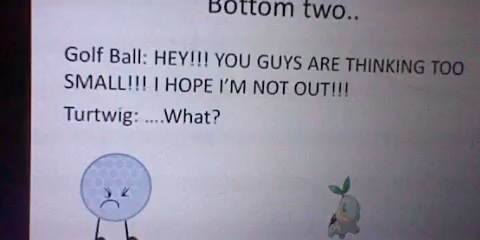 Bottom two..
Golf Ball: HEY!!! YOU GUYS ARE THINKING TOO
SMALL!!! I HOPE I'M NOT OUT!!!
Turtwig: ....What?